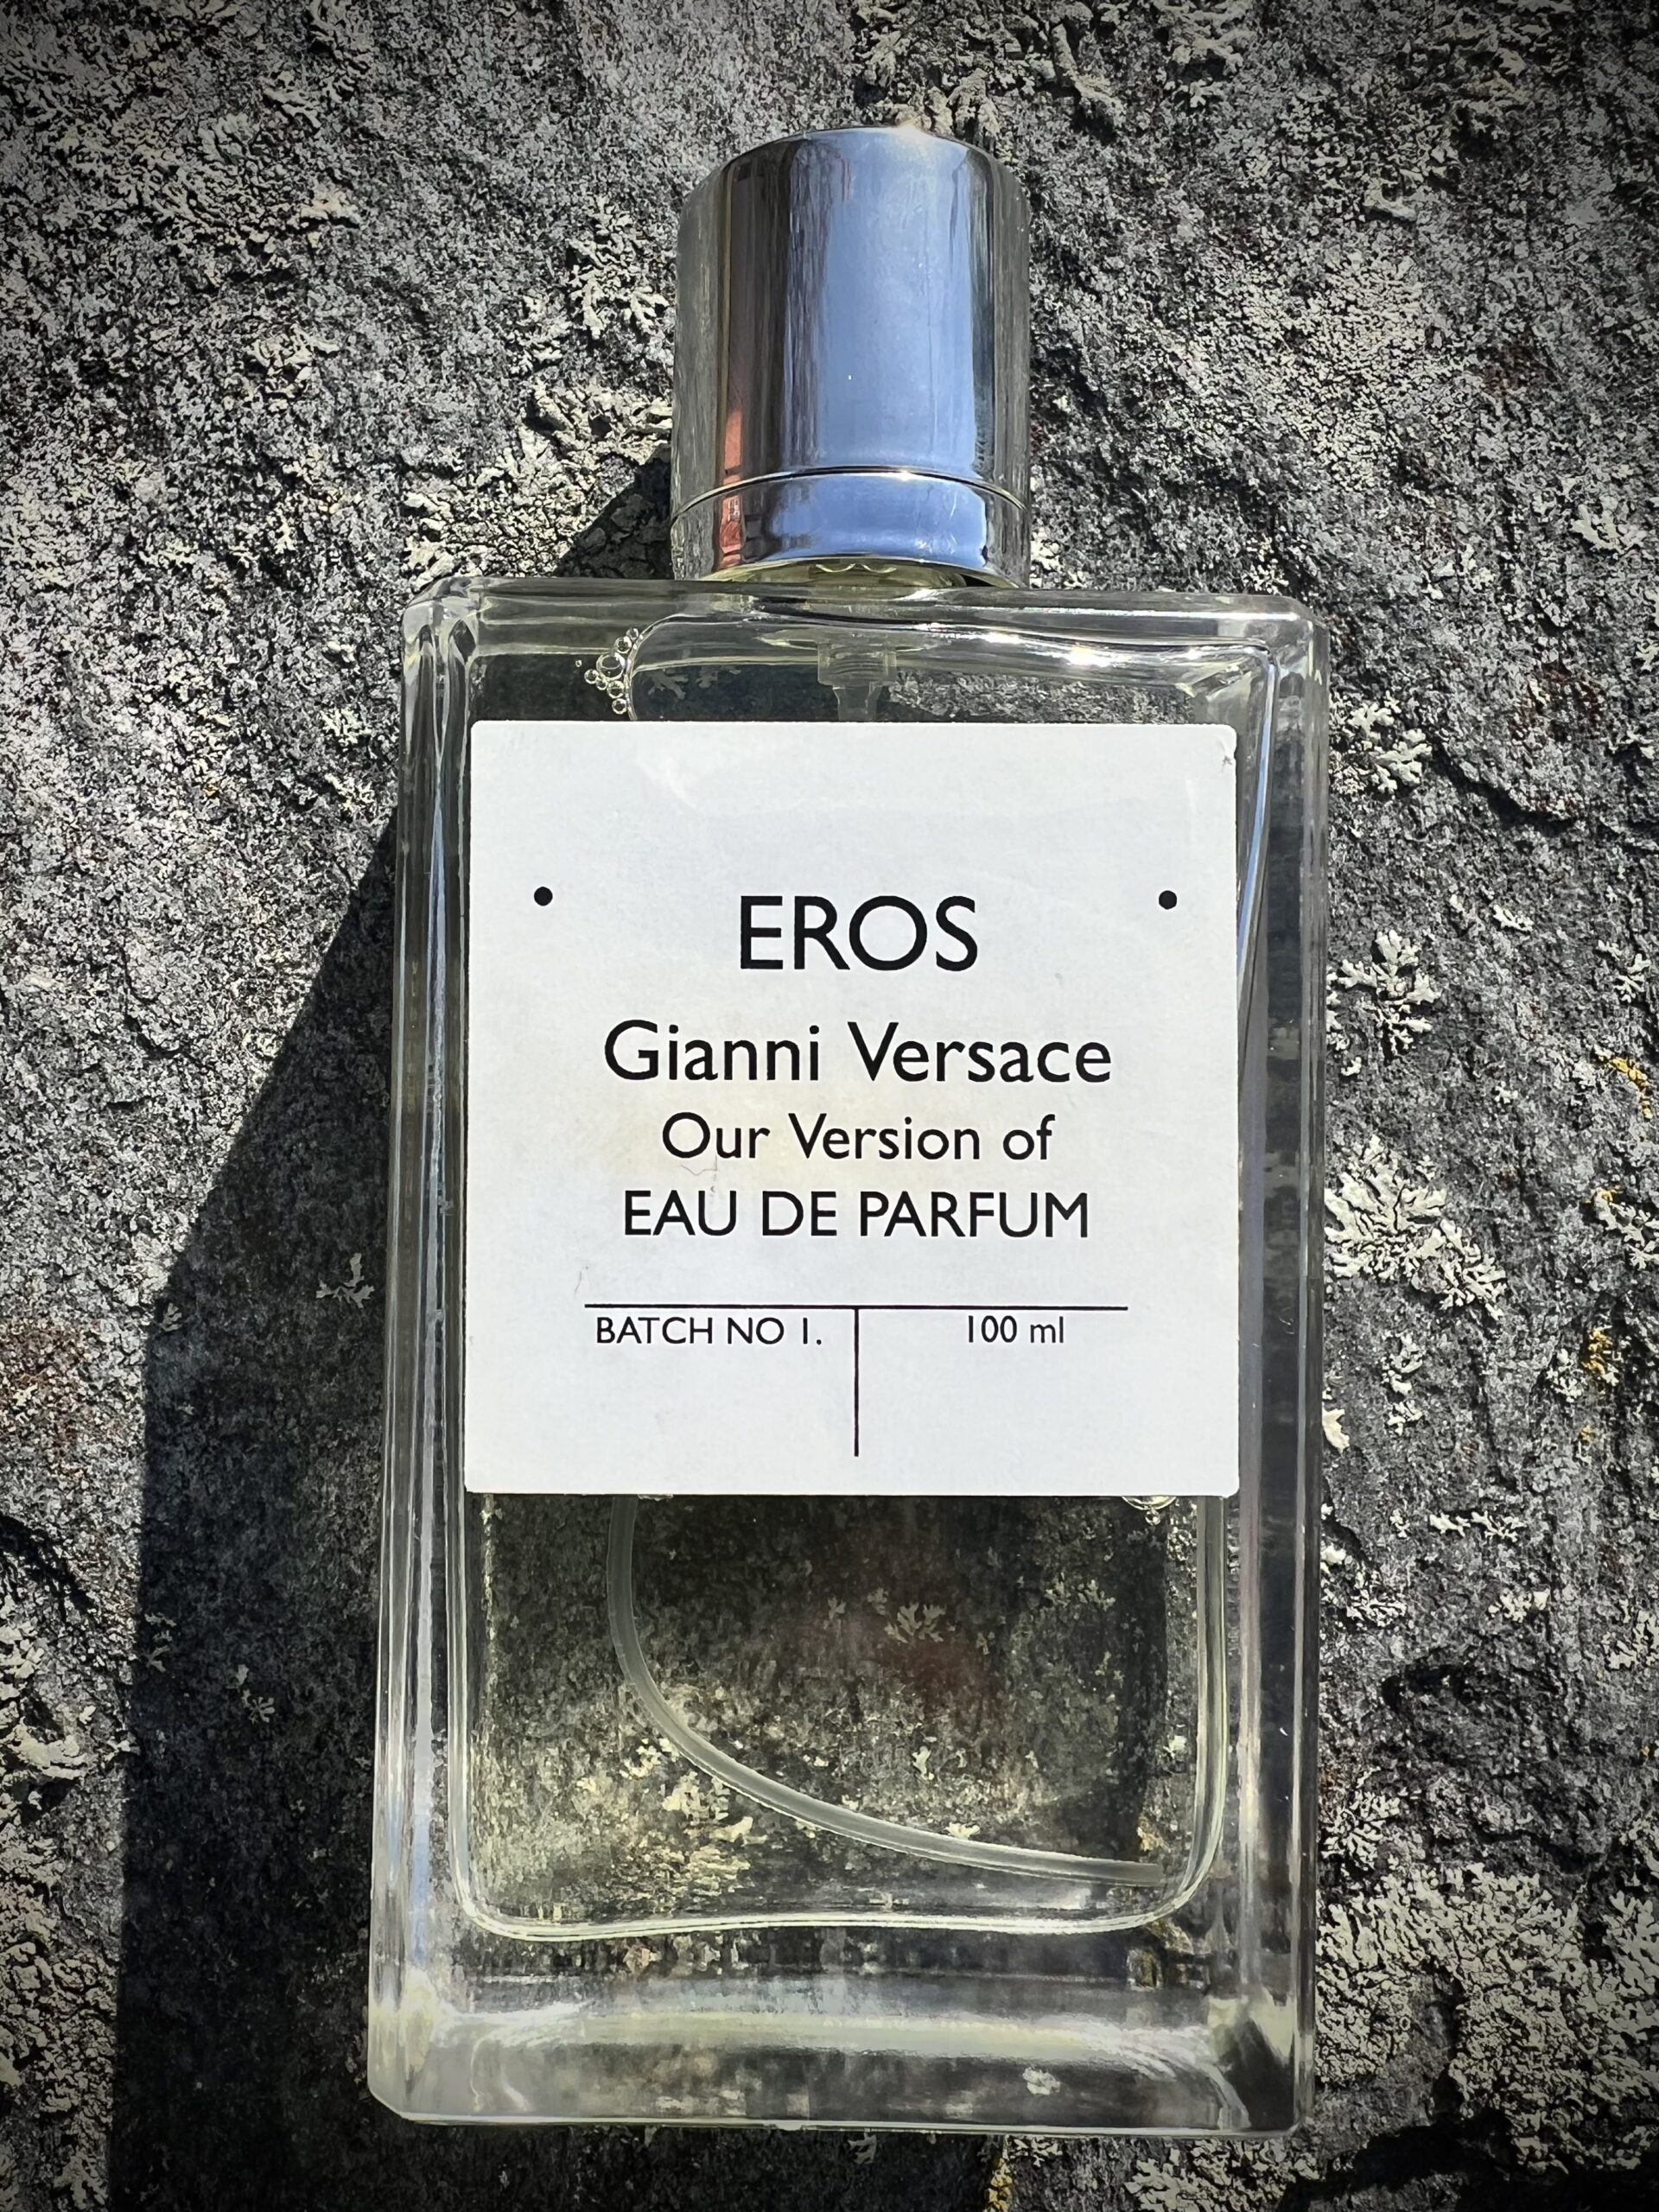 EROS
Gianni Versace
Our Version of
EAU DE PARFUM
BATCH NO 1.
100 ml